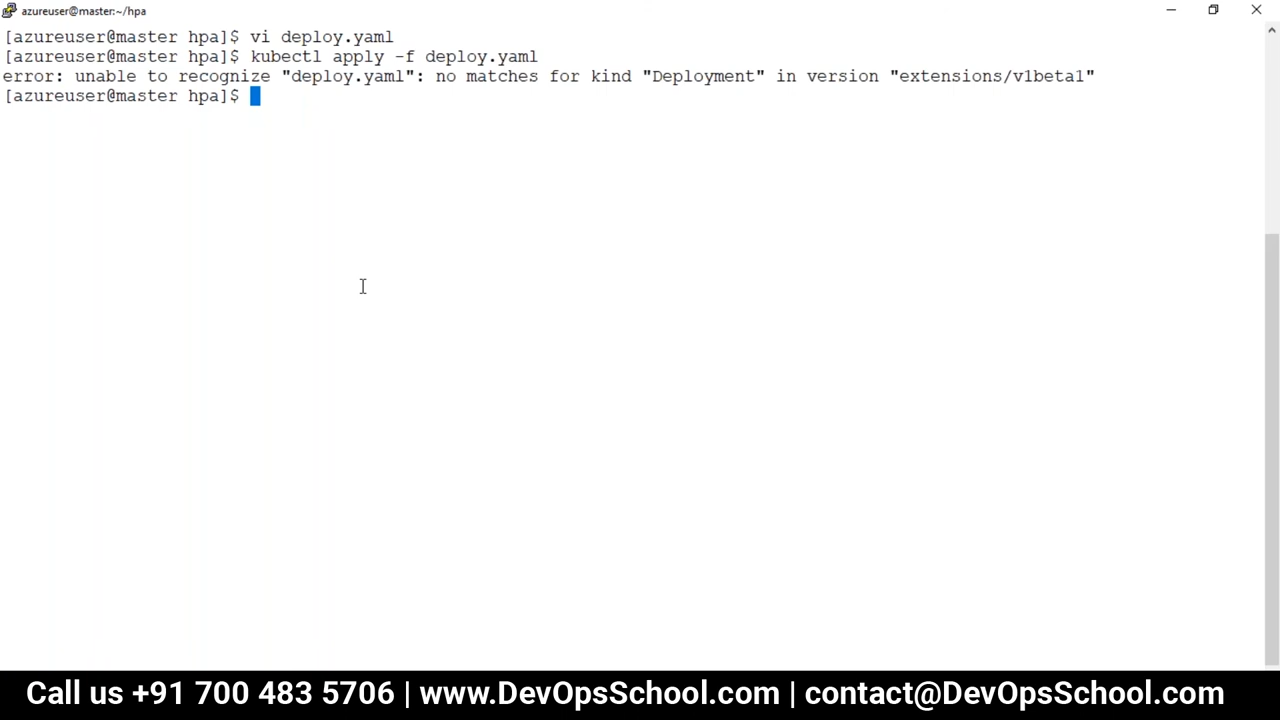 azureuser@master:~/hpa
[azureuser@master hpa]$ vi deploy.yaml
[azureuser@master hpa]$ kubectl apply -f deploy.yaml
error: unable to recognize "deploy.yaml": no matches for kind "Deployment" in version "extensions/v1beta1"
[azureuser@master hpa]$
Call us +91 700 483 5706 | www.DevOpsSchool.com | contact@DevOpsSchool.com